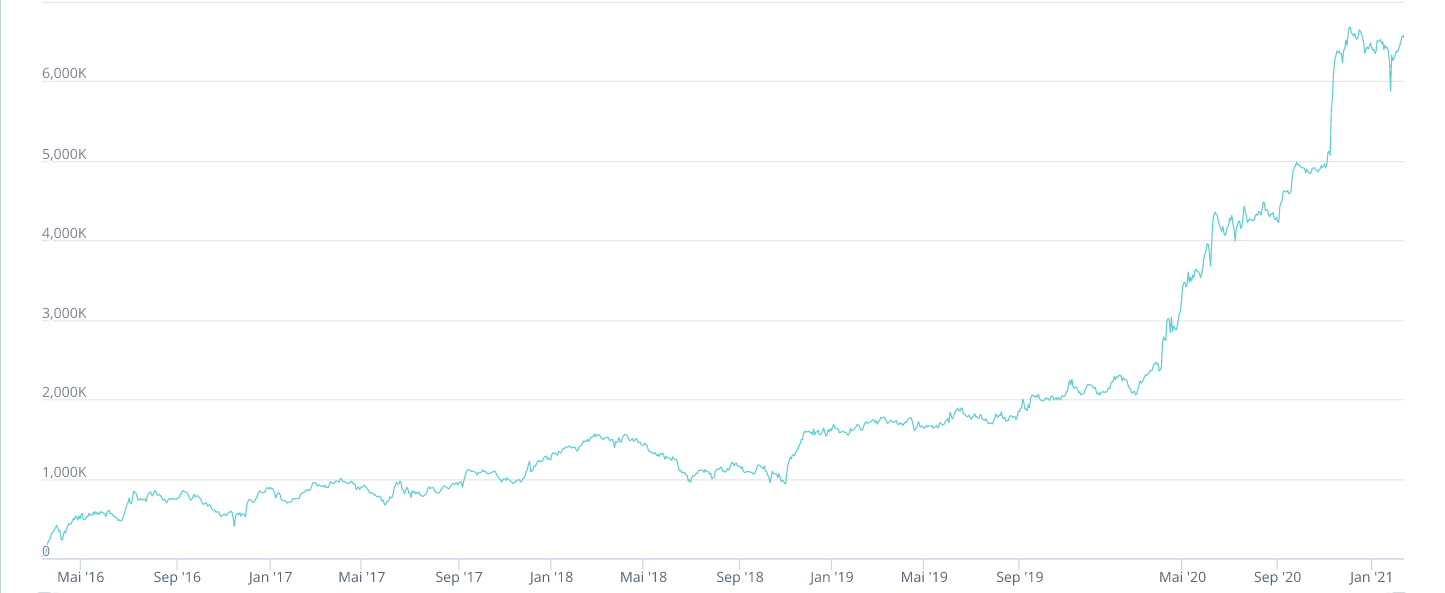 6,000K
5,000K
4,000K
3,000K
2,000K
1,000K
0
Mai '16 Sep '16 Jan '17 Mai '17 Sep '17 Jan '18 Mai '18 Sep '18 Jan '19 Mai '19 Sep '19 Mai '20 Sep '20 Jan '21